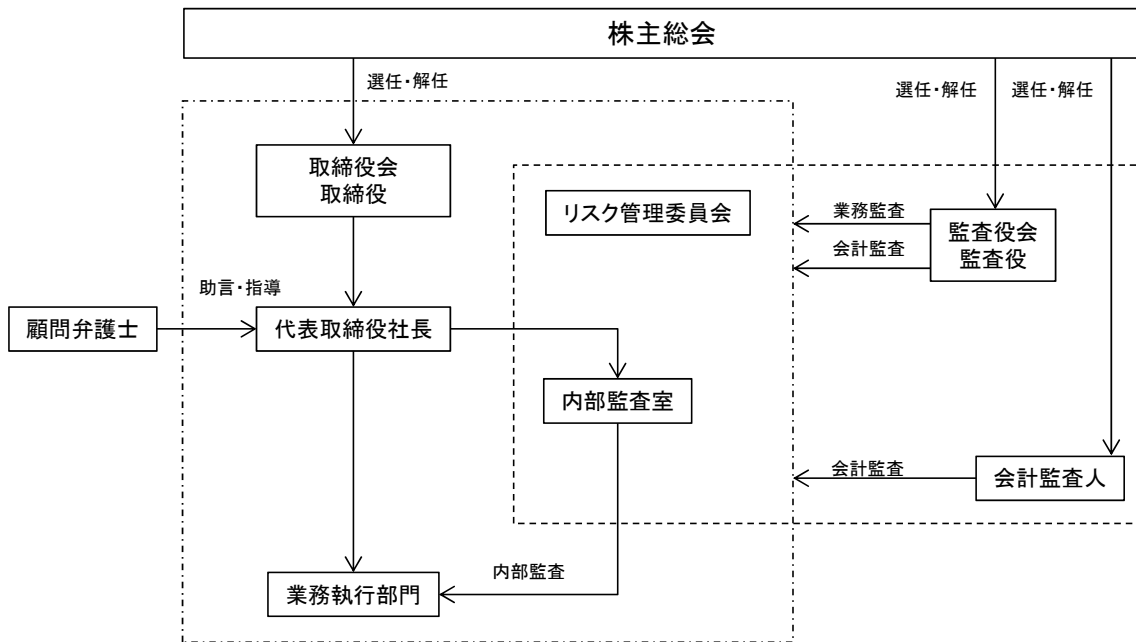 株主総会
選任・解任
選任・解任
選任・解任
取締役会
取締役
リスク管理委員会
業務監査
監査役会
監査役
会計監査
助言・指導
顧問弁護士
代表取締役社長
内部監査室
会計監査
会計監査人
内部監査
業務執行部門